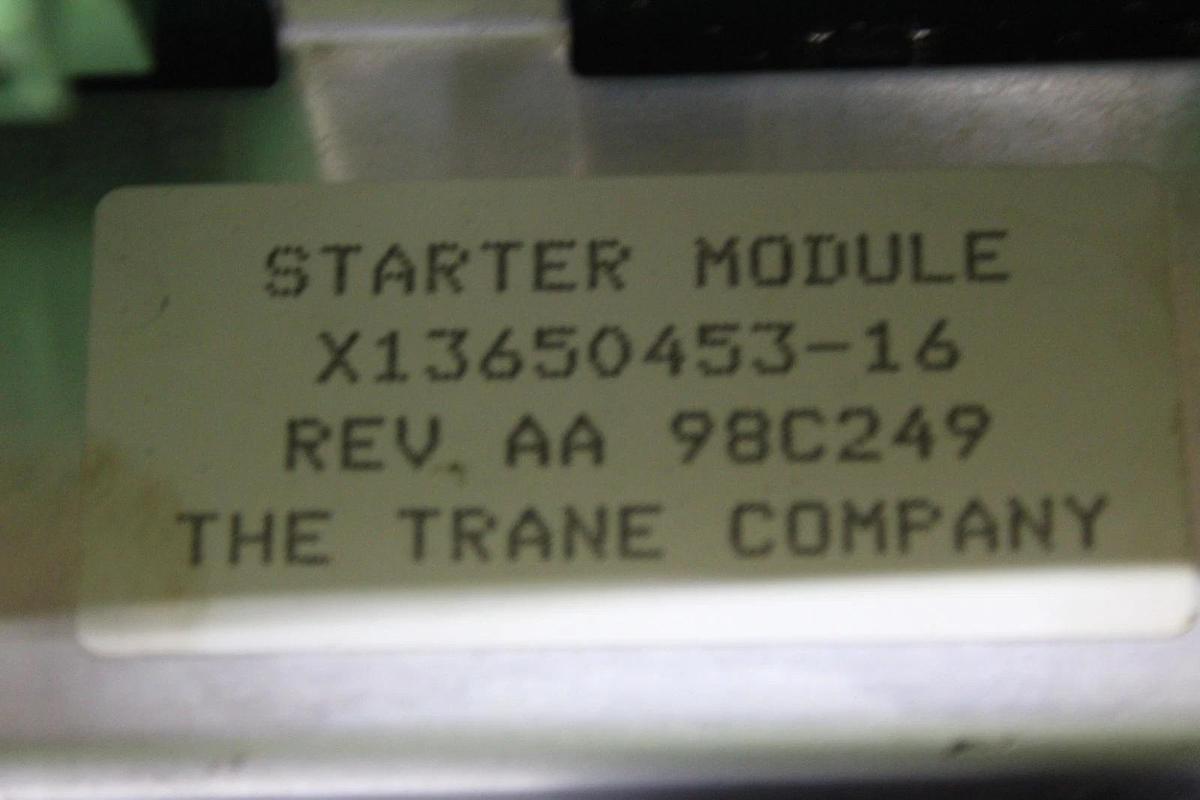 STARTER MODULE
X13650453-16
REV AA 98C249
THE TRANE COMPANY